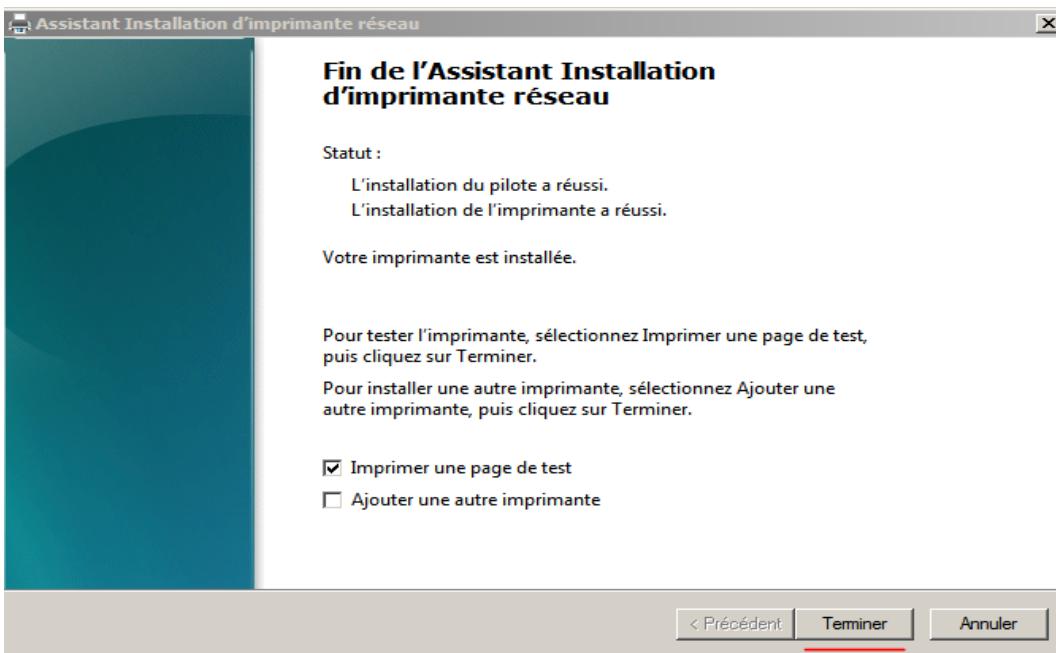 Assistant Installation d'imprimante réseau
Fin de l'Assistant Installation
d'imprimante réseau
Statut :
L'installation du pilote a réussi.
L'installation de l'imprimante a réussi.
Votre imprimante est installée.
Pour tester l'imprimante, sélectionnez Imprimer une page de test,
puis cliquez sur Terminer.
Pour installer une autre imprimante, sélectionnez Ajouter une
autre imprimante, puis cliquez sur Terminer.
Imprimer une page de test
Ajouter une autre imprimante
< Précédent Terminer Annuler